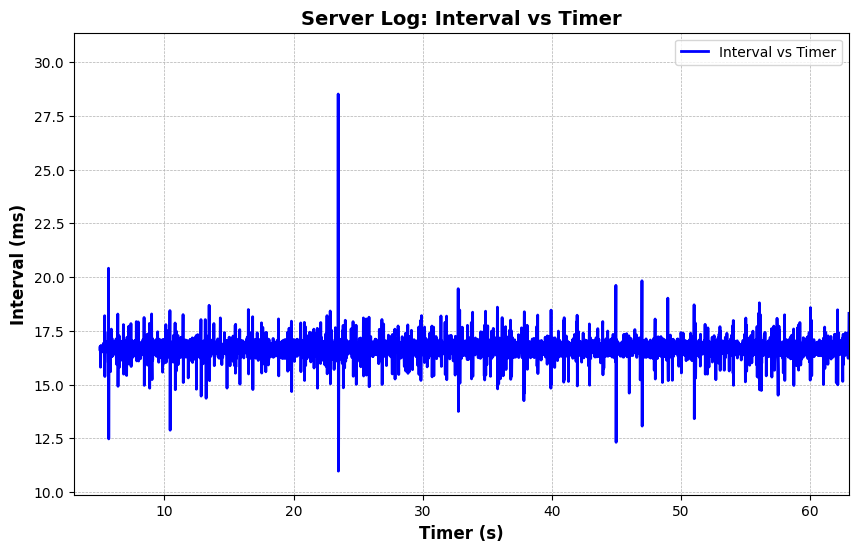 Server Log: Interval vs Timer
Interval vs Timer
30.0
27.5
25.0
22.5
20.0
17.5
15.0
12.5
10.0
Interval (ms)
10 20 30 40 50 60
Timer (s)